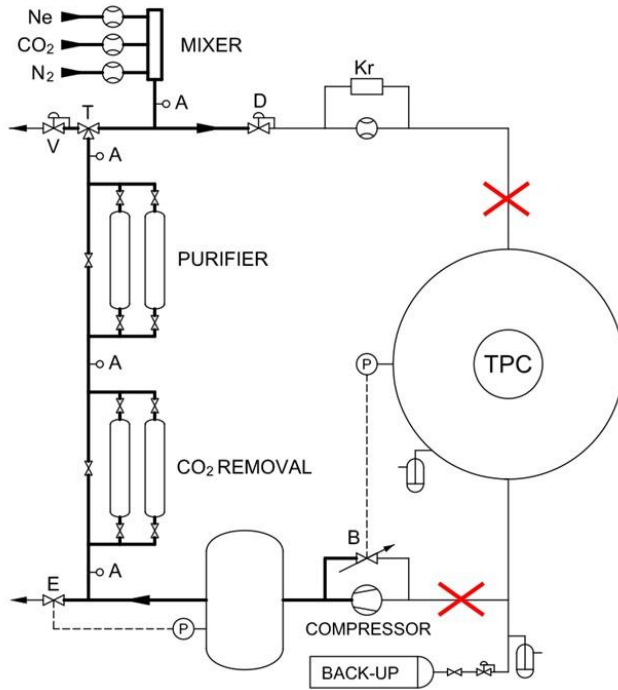 Ne
CO₂
N₂
MIXER
A
T
V
D
Kr
A
PURIFIER
A
P
TPC
CO₂ REMOVAL
A
E
P
B
COMPRESSOR
BACK-UP